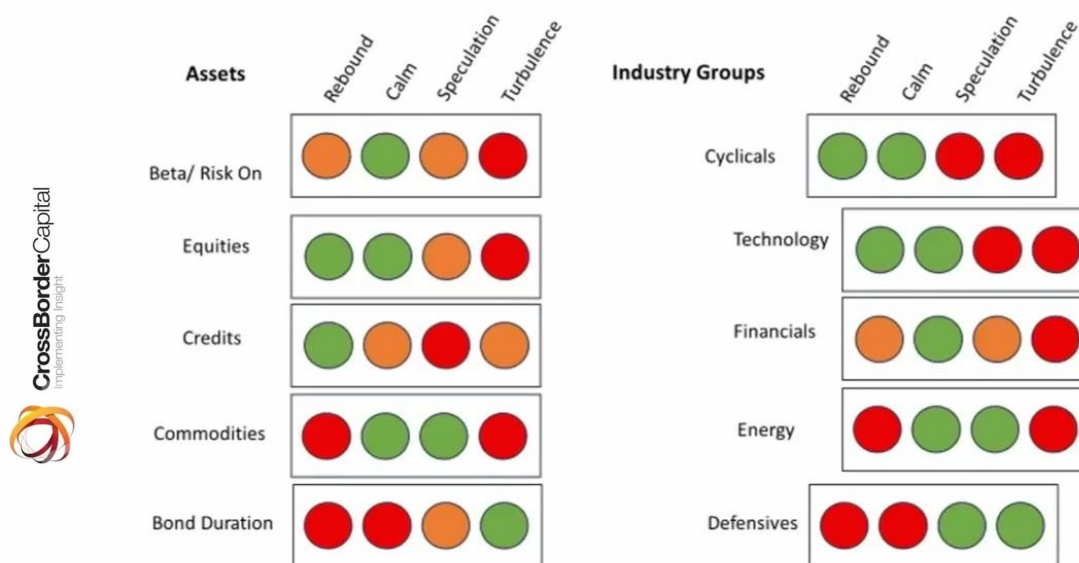 Assets
Rebound
Calm
Speculation
Turbulence
Beta/ Risk On
Equities
Credits
Commodities
Bond Duration
Industry Groups
Rebound
Calm
Speculation
Turbulence
Cyclicals
Technology
Financials
Energy
Defensives
CrossBorderCapital
Implementing Insight